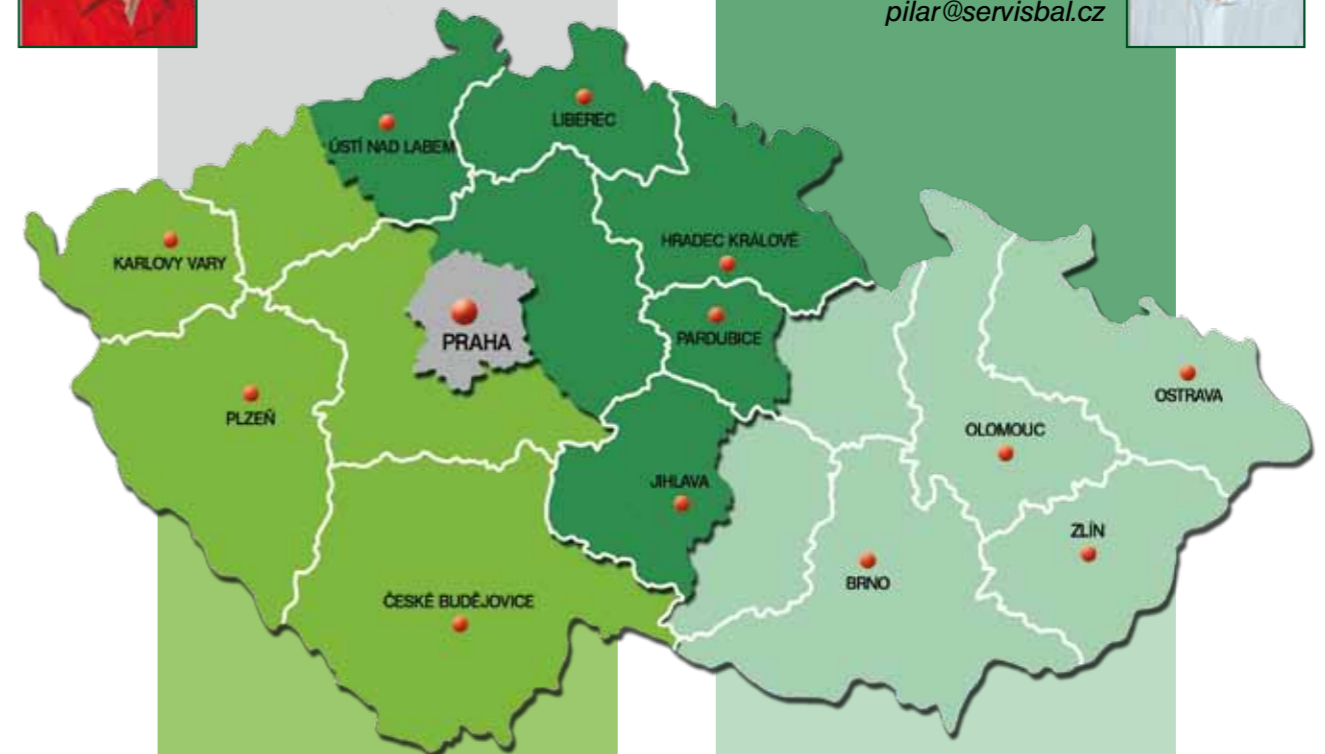 pilar@servisbal.cz
LIBEREC
ÚSTÍ NAD LABEM
HRADEC KRÁLOVÉ
KARLOVY VARY
PRAHA
PARDUBICE
OSTRAVA
PLZEŇ
OLOMOUC
JIHLAVA
ZLÍN
BRNO
ČESKÉ BUDĚJOVICE